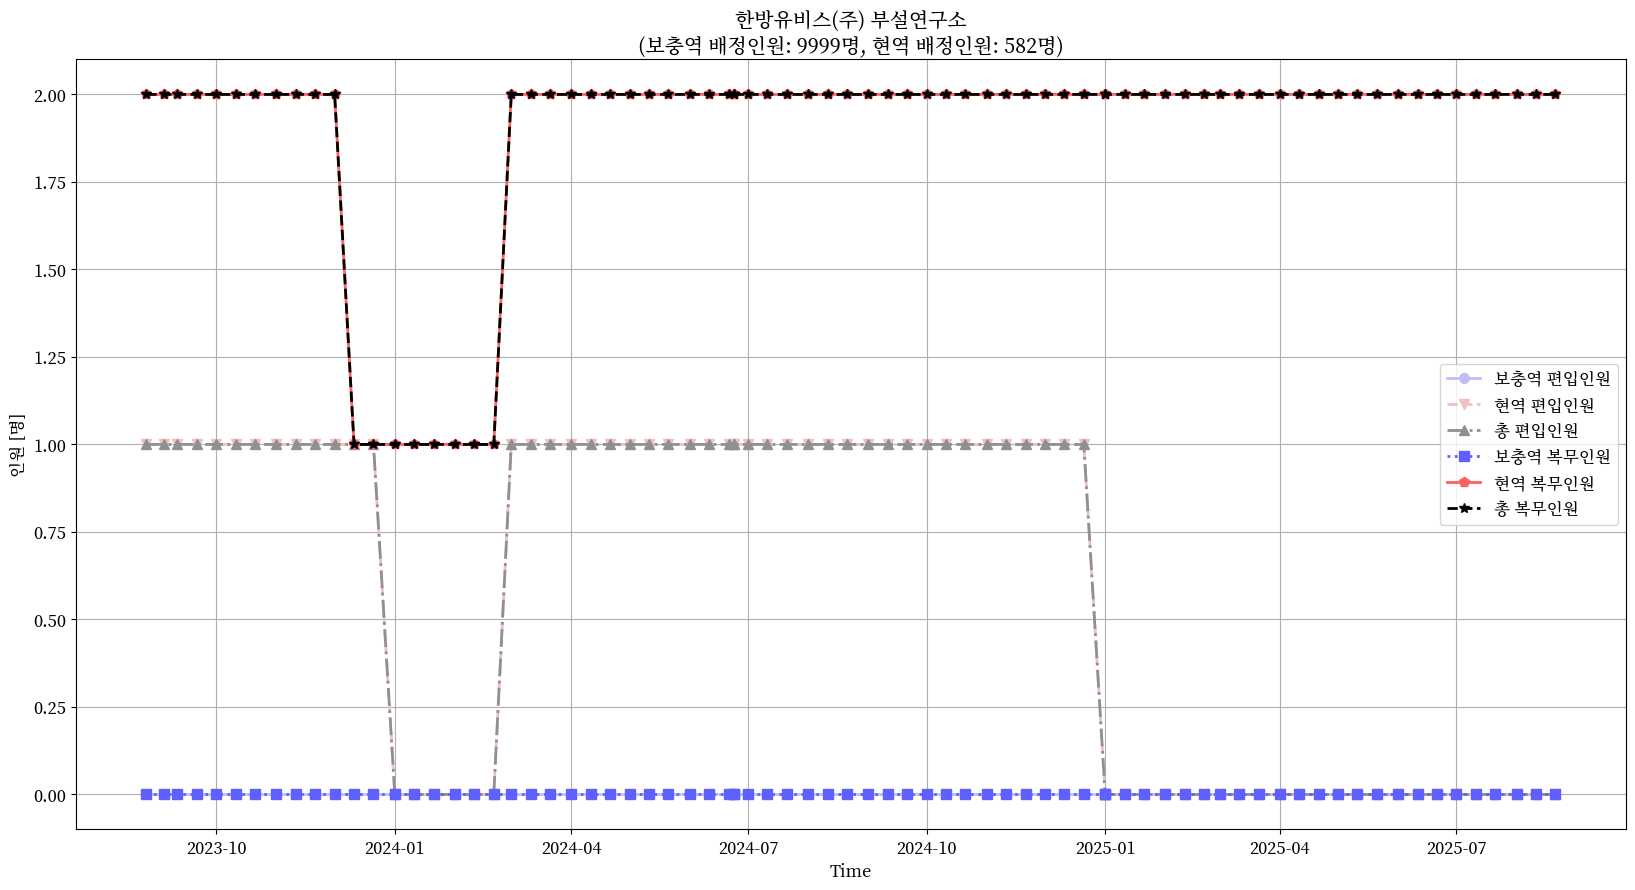 한방유비스(주) 부설연구소
(보충역 배정인원: 9999명, 현역 배정인원: 582명)
인원 [명]
2.00
1.75
1.50
1.25
1.00
0.75
0.50
0.25
0.00
보충역 편입인원
현역 편입인원
총 편입인원
보충역 복무인원
현역 복무인원
총 복무인원
2023-10
2024-01
2024-04
2024-07
2024-10
2025-01
2025-04
2025-07
Time